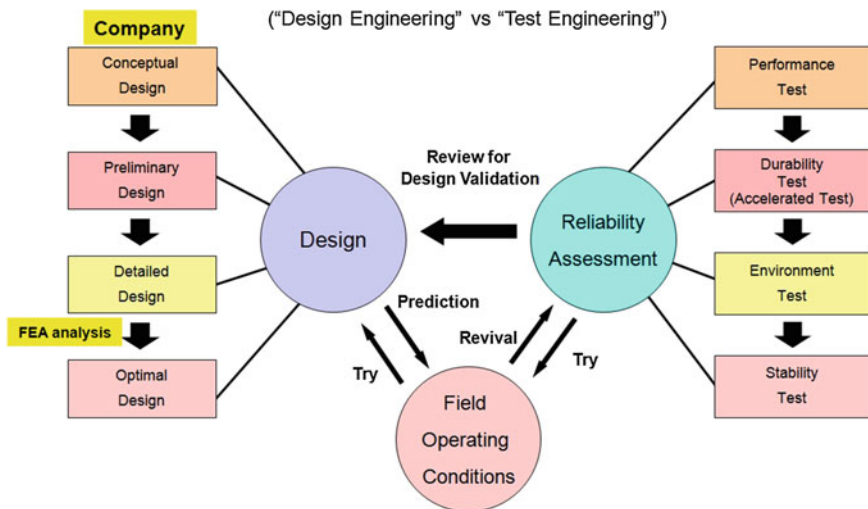 ("Design Engineering" vs "Test Engineering")
Company
Conceptual
Design
Preliminary
Design
Detailed
Design
FEA analysis
Optimal
Design
Design
Review for
Design Validation
Reliability
Assessment
Prediction
Try
Revival
Try
Field
Operating
Conditions
Performance
Test
Durability
Test
(Accelerated Test)
Environment
Test
Stability
Test